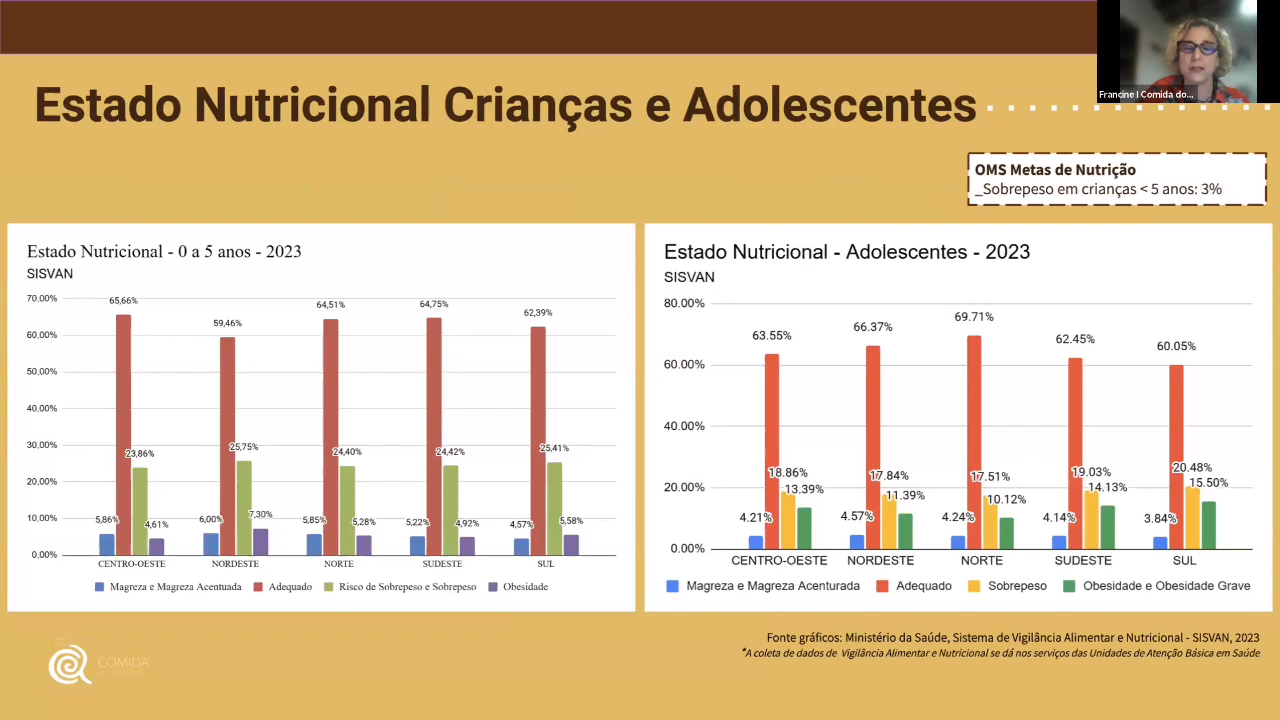 Francine I Comida do...
Estado Nutricional Crianças e Adolescentes
OMS Metas de Nutrição
_Sobrepeso em crianças < 5 anos: 3%
Estado Nutricional - 0 a 5 anos - 2023
SISVAN
70,00%
60,00%
50,00%
40,00%
30,00%
20,00%
10,00%
0,00%
5,86% 65,66% 23,86% 4,61%
6,00% 59,46% 25,75% 7,30%
5,85% 64,51% 24,40% 5,28%
5,22% 64,75% 24,42% 4,92%
4,57% 62,39% 25,41% 5,58%
CENTRO-OESTE NORDESTE NORTE SUDESTE SUL
Magreza e Magreza Acentuada Adequado Risco de Sobrepeso e Sobrepeso Obesidade
Estado Nutricional - Adolescentes - 2023
SISVAN
80.00%
60.00%
40.00%
20.00%
0.00%
4.21% 63.55% 18.86% 13.39%
4.57% 66.37% 17.84% 11.39%
4.24% 69.71% 17.51% 10.12%
4.14% 62.45% 19.03% 14.13%
3.84% 60.05% 20.48% 15.50%
CENTRO-OESTE NORDESTE NORTE SUDESTE SUL
Magreza e Magreza Acenturada Adequado Sobrepeso Obesidade e Obesidade Grave
Fonte gráficos: Ministério da Saúde, Sistema de Vigilância Alimentar e Nutricional - SISVAN, 2023
*A coleta de dados de Vigilância Alimentar e Nutricional se dá nos serviços das Unidades de Atenção Básica em Saúde
COMIDA